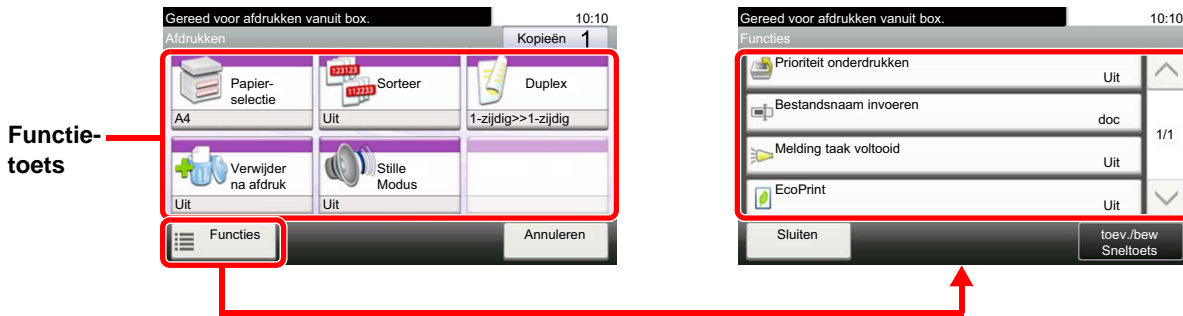 Functie-
toets
Gereed voor afdrukken vanuit box.
10:10
Afdrukken
Kopieën 1
123123
112233
Papier-
selectie
Sorteer
Duplex
A4
Uit
1-zijdig>>1-zijdig
Verwijder
na afdruk
Stille
Modus
Uit
Uit
Functies
Annuleren
Gereed voor afdrukken vanuit box.
10:10
Functies
Prioriteit onderdrukken
Uit
Bestandsnaam invoeren
doc
1/1
Melding taak voltooid
Uit
EcoPrint
Uit
Sluiten
toev./bew
Sneltoets